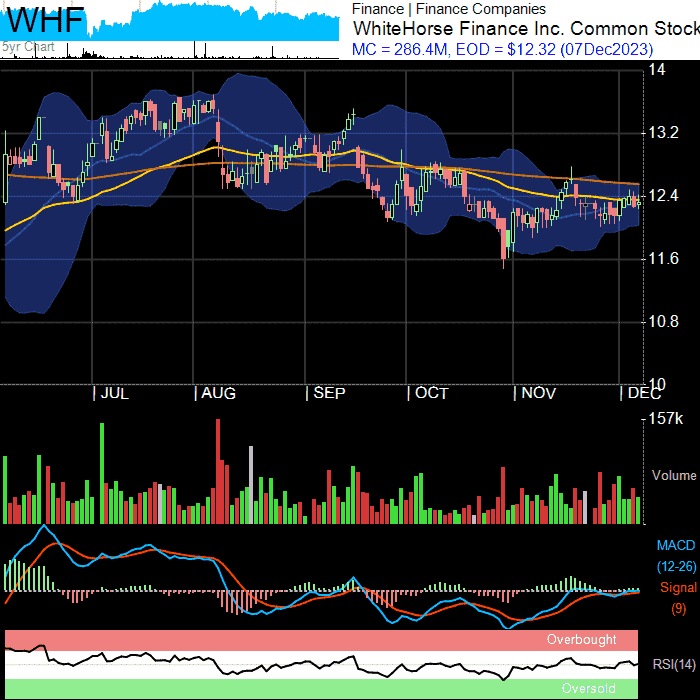 WHF
5yr Chart
Finance | Finance Companies
WhiteHorse Finance Inc. Common Stock
MC = 286.4M, EOD = $12.32 (07Dec2023)
14
13.2
12.4
11.6
10.8
10
| JUL | AUG | SEP | OCT | NOV | DEC
157k
Volume
MACD
(12-26)
Signal
(9)
Overbought
RSI(14)
Oversold